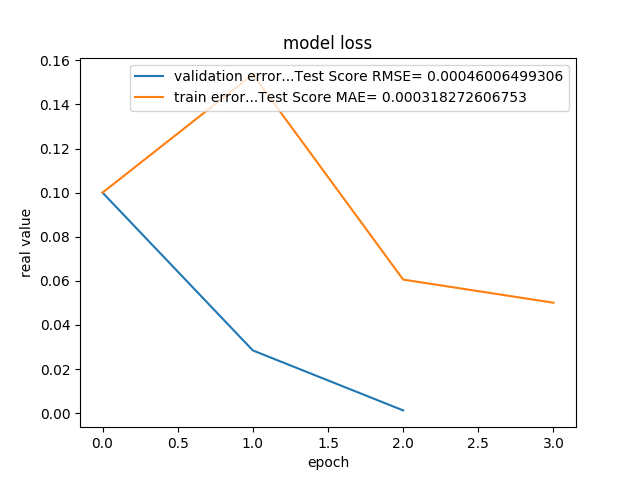 model loss
validation error...Test Score RMSE= 0.00046006499306
train error...Test Score MAE= 0.000318272606753
real value
0.16
0.14
0.12
0.10
0.08
0.06
0.04
0.02
0.00
0.0 0.5 1.0 1.5 2.0 2.5 3.0
epoch